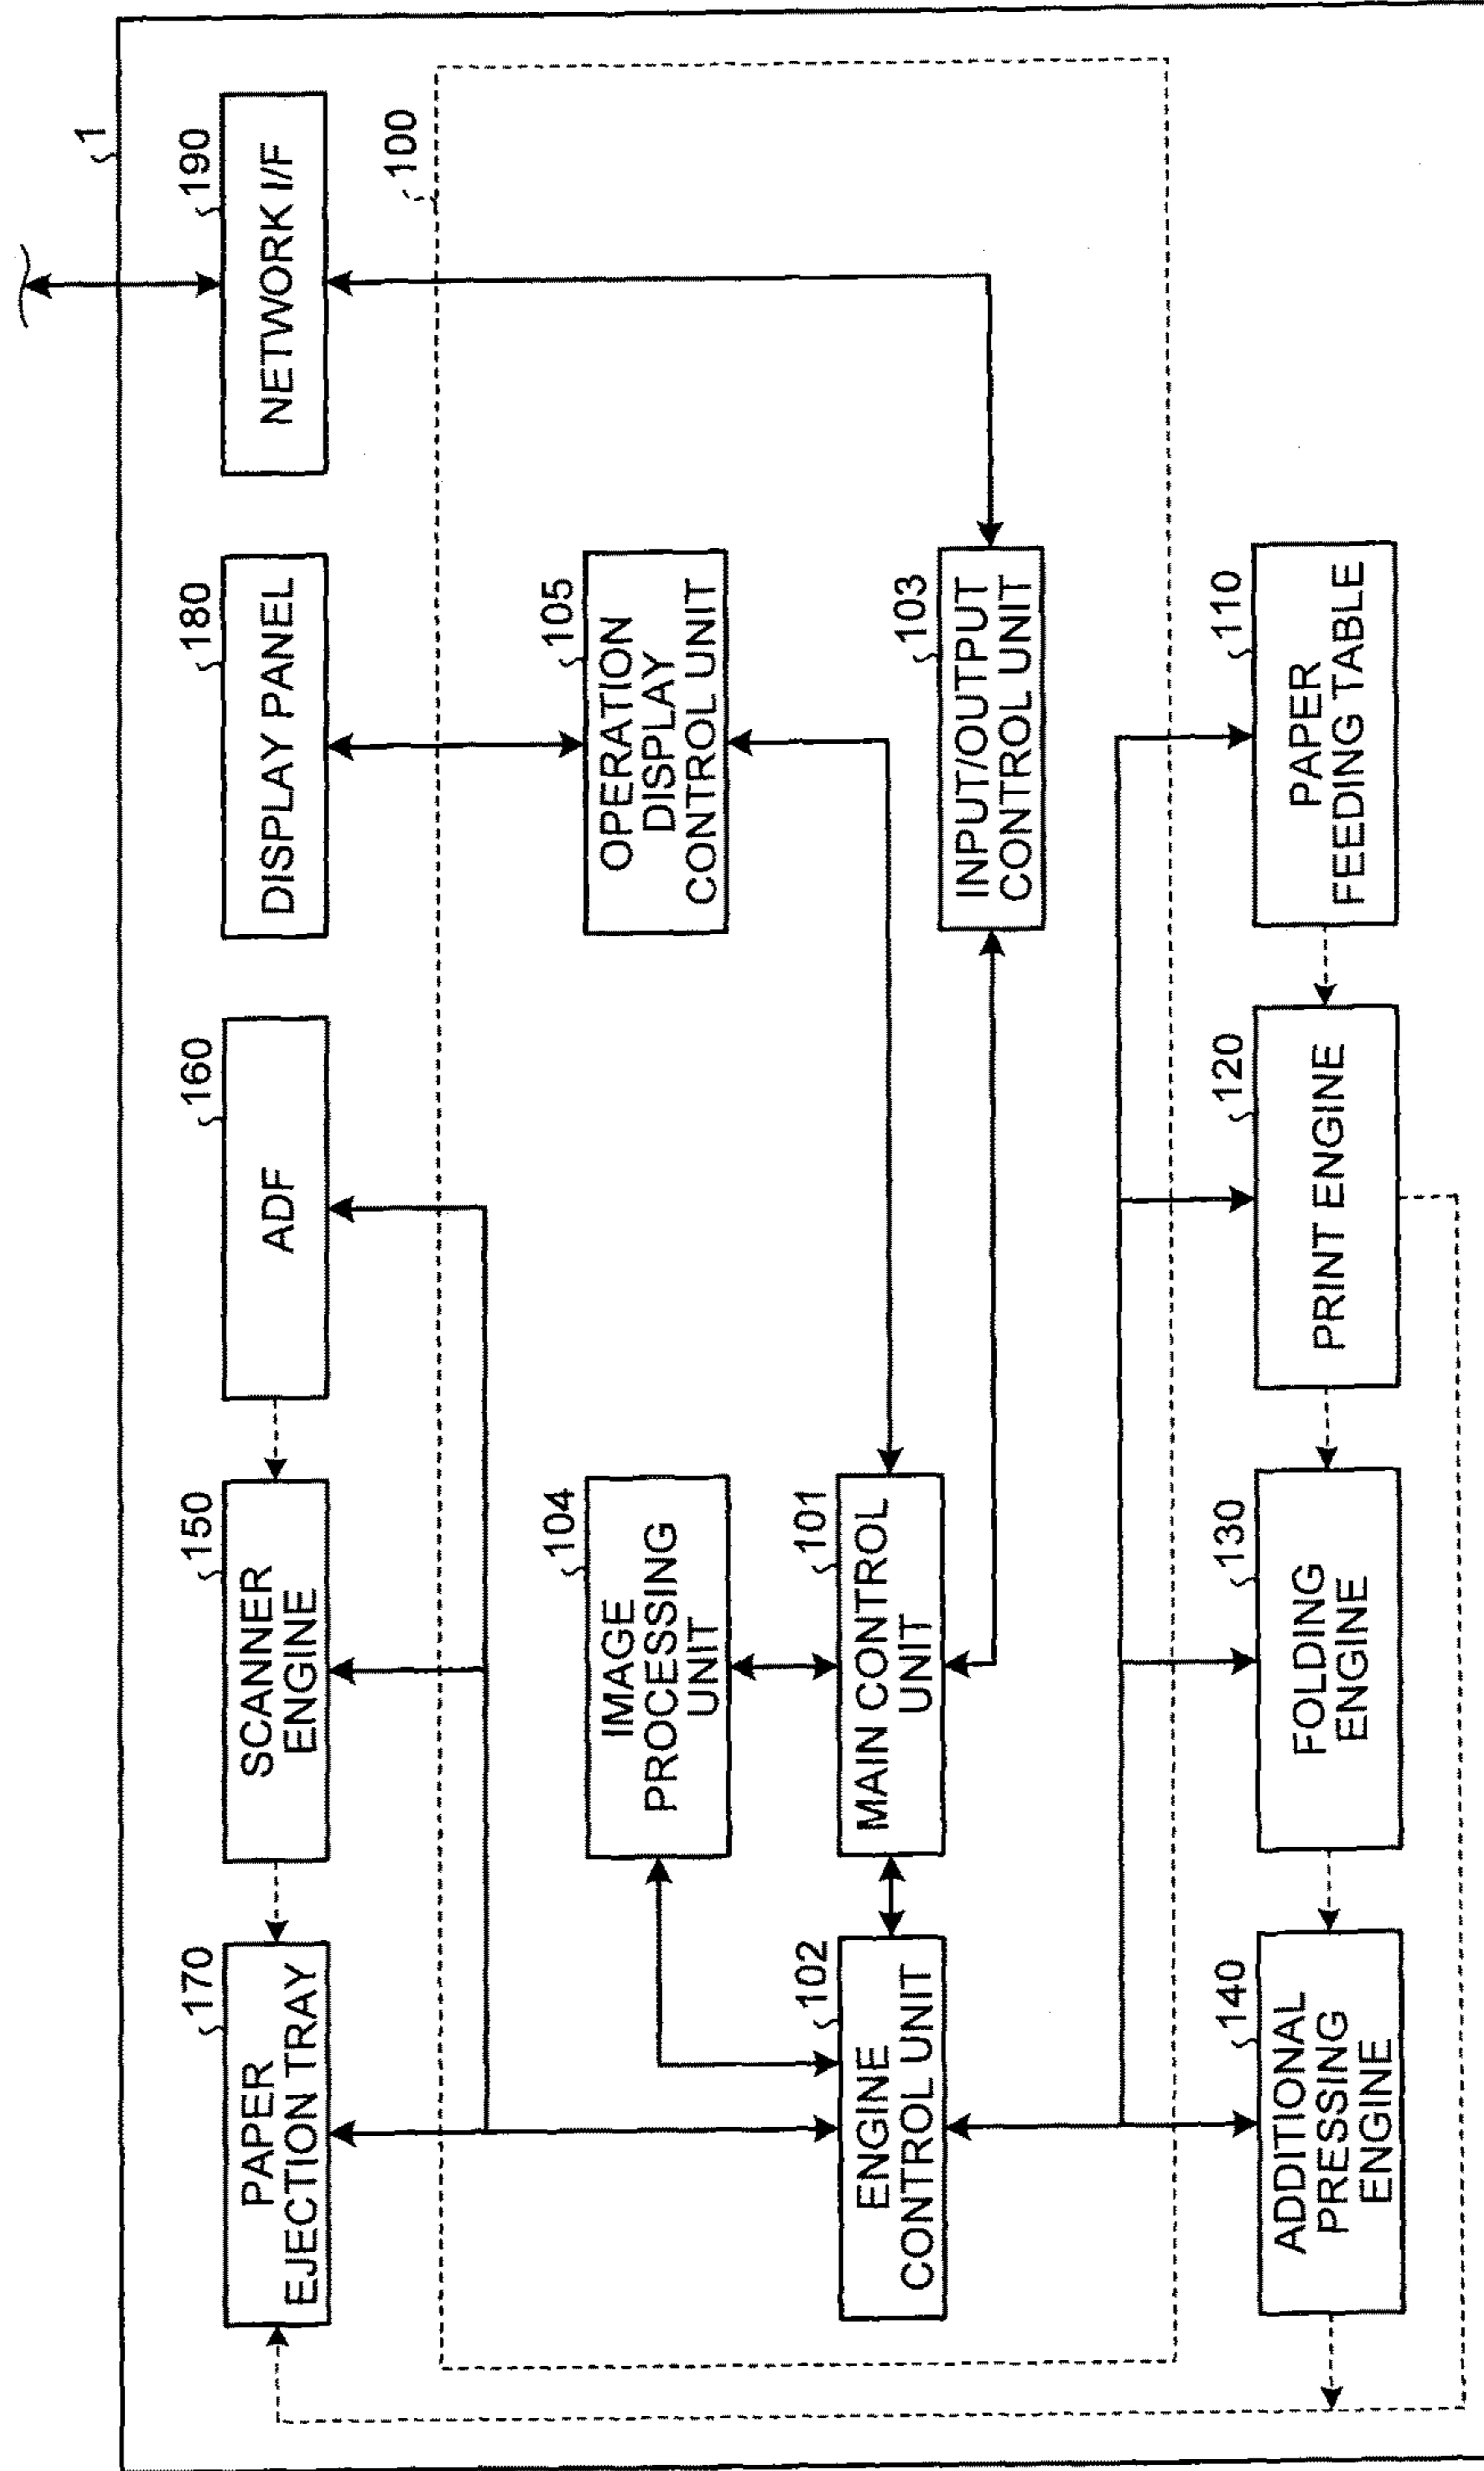 1
170
PAPER
EJECTION TRAY
150
SCANNER
ENGINE
160
ADF
180
DISPLAY PANEL
190
NETWORK I/F
100
104
IMAGE
PROCESSING
UNIT
105
OPERATION
DISPLAY
CONTROL UNIT
102
ENGINE
CONTROL UNIT
101
MAIN CONTROL
UNIT
103
INPUT/OUTPUT
CONTROL UNIT
140
ADDITIONAL
PRESSING
ENGINE
130
FOLDING
ENGINE
120
PRINT ENGINE
110
PAPER
FEEDING TABLE